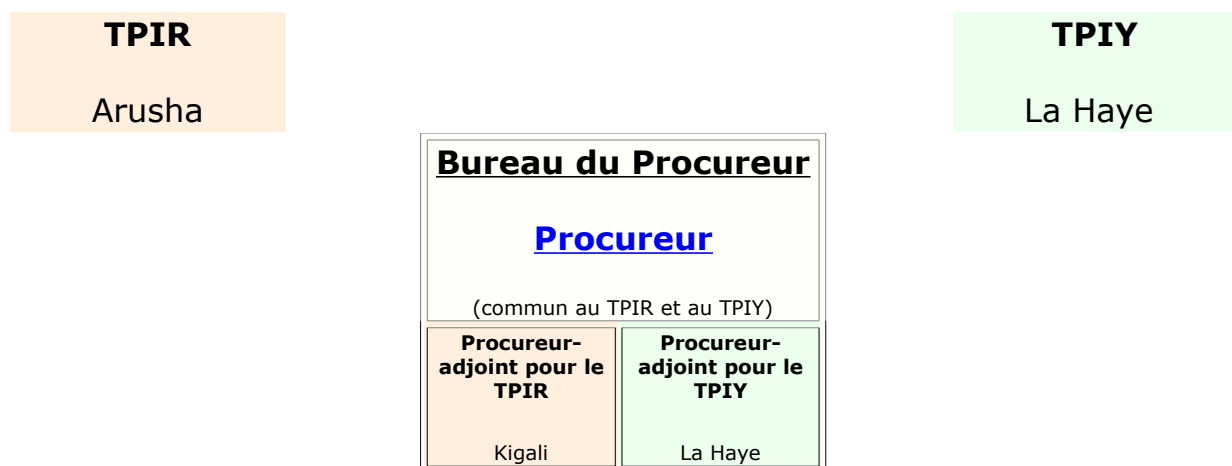 TPIR
Arusha
TPIY
La Haye
Bureau du Procureur
Procureur
(commun au TPIR et au TPIY)
Procureur-
adjoint pour le
TPIR
Kigali
Procureur-
adjoint pour le
TPIY
La Haye